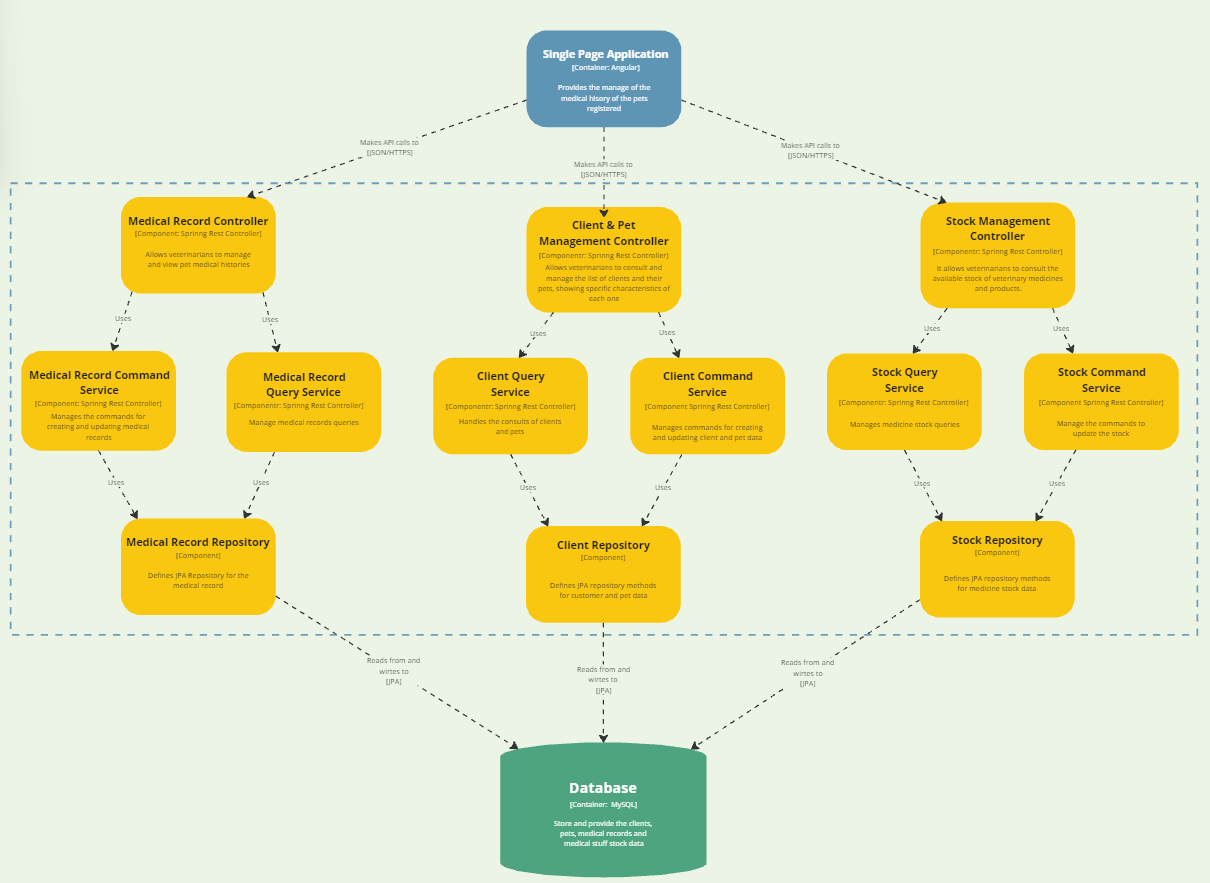 Single Page Application
[Container: Angular]
Provides the manage of the
medical hisory of the pets
registered
Makes API calls to
[JSON/HTTPS]
Makes API calls to
[JSON/HTTPS]
Makes API calls to
[JSON/HTTPS]
Medical Record Controller
[Component: Sprinng Rest Controller]
Allows veterinarians to manage
and view pet medical histories
Client & Pet
Management Controller
[Componentr: Sprinng Rest Controller]
Allows veterinarians to consult and
manage the list of clients and their
pets, showing specific characteristics of
each one
Stock Management
Controller
[Componentr: Sprinng Rest Controller]
It allows veterinarians to consult the
available stock of veterinary medicines
and products.
Uses
Uses
Uses
Uses
Uses
Uses
Medical Record Command
Service
[Component: Sprinng Rest Controller]
Manages the commands for
creating and updating medical
records
Medical Record
Query Service
[Componentr: Sprinng Rest Controller]
Manage medical records queries
Client Query
Service
[Componentr: Sprinng Rest Controller]
Handles the consults of clients
and pets
Client Command
Service
[Component Sprinng Rest Controller]
Manages commands for creating
and updating client and pet data
Stock Query
Service
[Componentr: Sprinng Rest Controller]
Manages medicine stock queries
Stock Command
Service
[Component Sprinng Rest Controller]
Manage the commands to
update the stock
Uses
Uses
Uses
Uses
Uses
Uses
Medical Record Repository
[Component]
Defines JPA Repository for the
medical record
Client Repository
[Component]
Defines JPA repository methods
for customer and pet data
Stock Repository
[Component]
Defines JPA repository methods
for medicine stock data
Reads from and
wirtes to
[JPA]
Reads from and
wirtes to
[JPA]
Reads from and
wirtes to
[JPA]
Database
[Container: MySQL]
Store and provide the clients,
pets, medical records and
medical stuff stock data